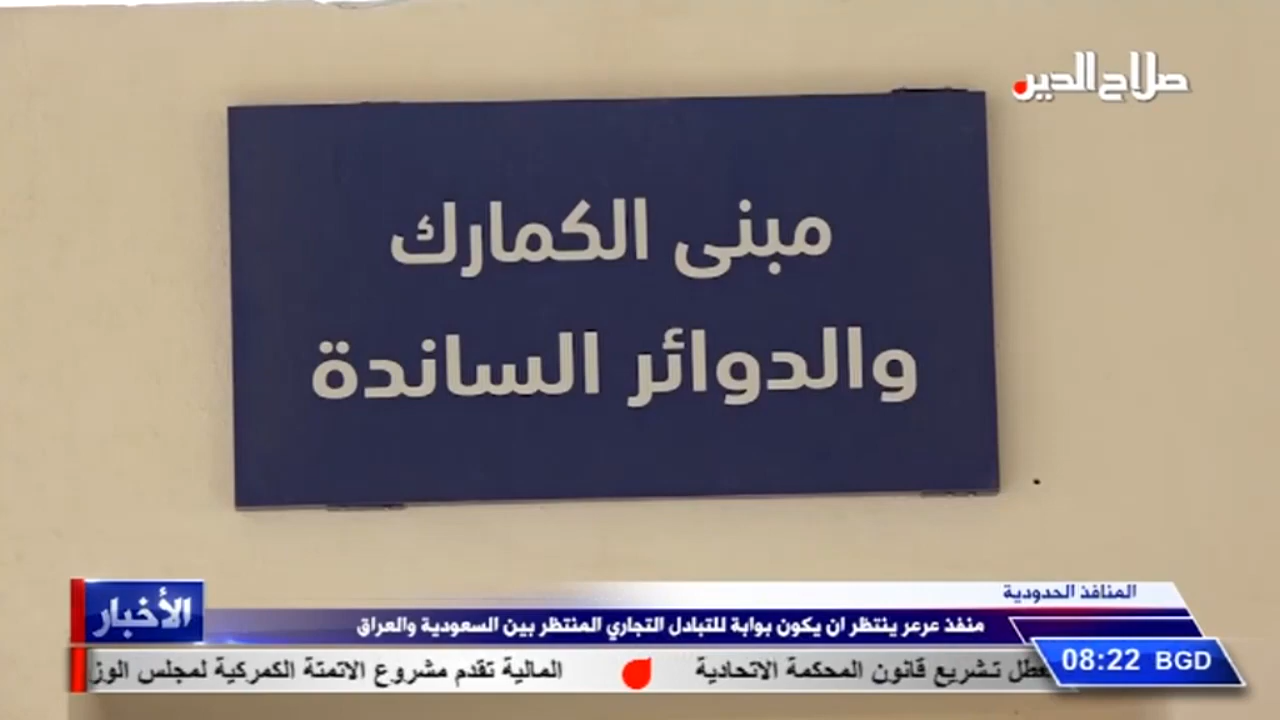 صلاح الدين
مبنى الكمارك
والدوائر الساندة
المنافذ الحدودية
الأخبار
منفذ عرعر ينتظر ان يكون بوابة للتبادل التجاري المنتظر بين السعودية والعراق
08:22 BGD
تشريع قانون المحكمة الاتحادية
المالية تقدم مشروع الاتمتة الكمركية لمجلس